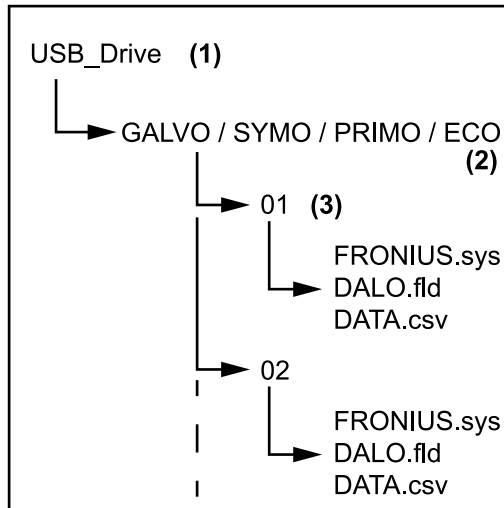 USB_Drive (1)
GALVO / SYMO / PRIMO / ECO
(2)
01 (3)
FRONIUS.sys
DALO.fld
DATA.csv
02
FRONIUS.sys
DALO.fld
DATA.csv